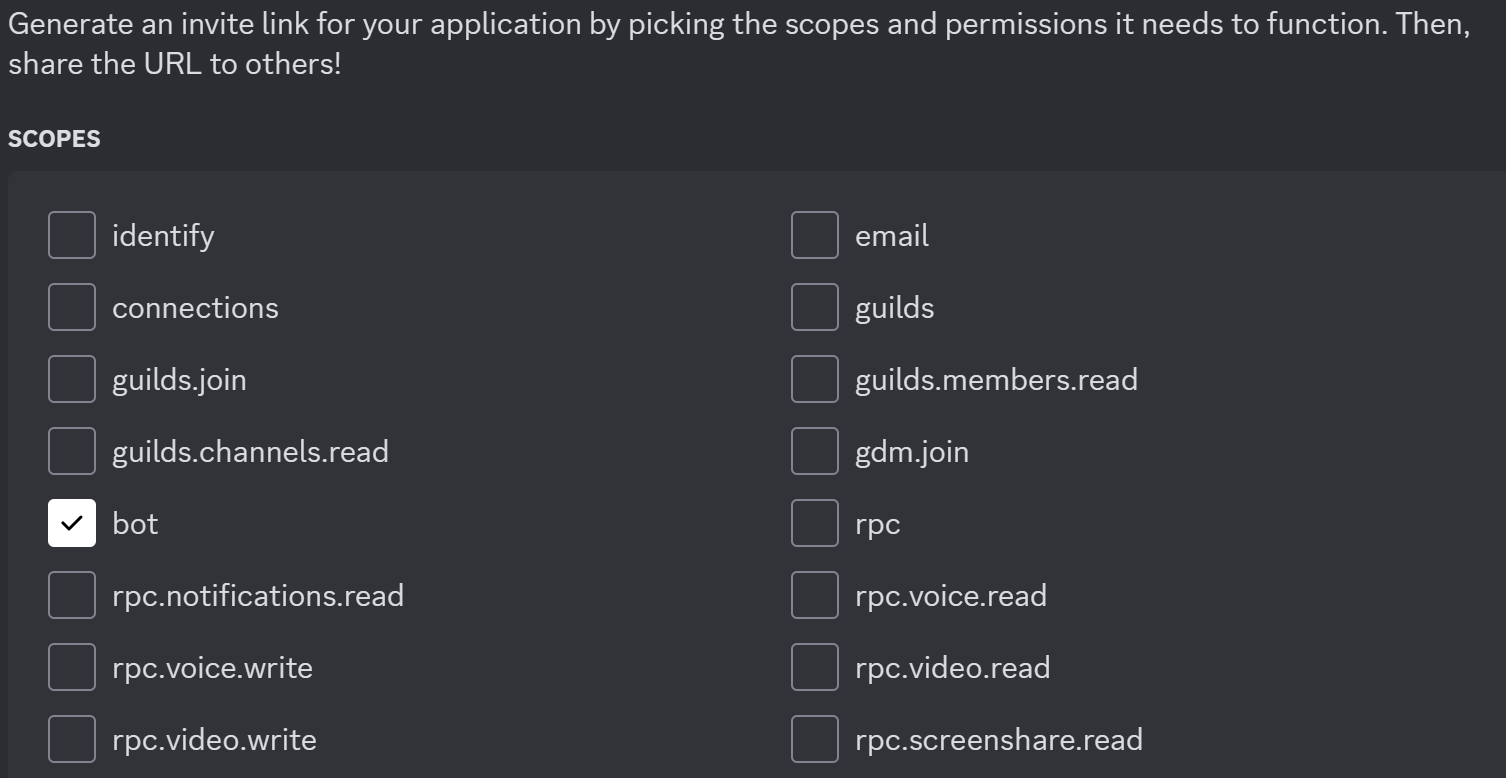 Generate an invite link for your application by picking the scopes and permissions it needs to function. Then,
share the URL to others!
SCOPES
identify
email
connections
guilds
guilds.join
guilds.members.read
guilds.channels.read
gdm.join
bot
rpc
rpc.notifications.read
rpc.voice.read
rpc.voice.write
rpc.video.read
rpc.video.write
rpc.screenshare.read